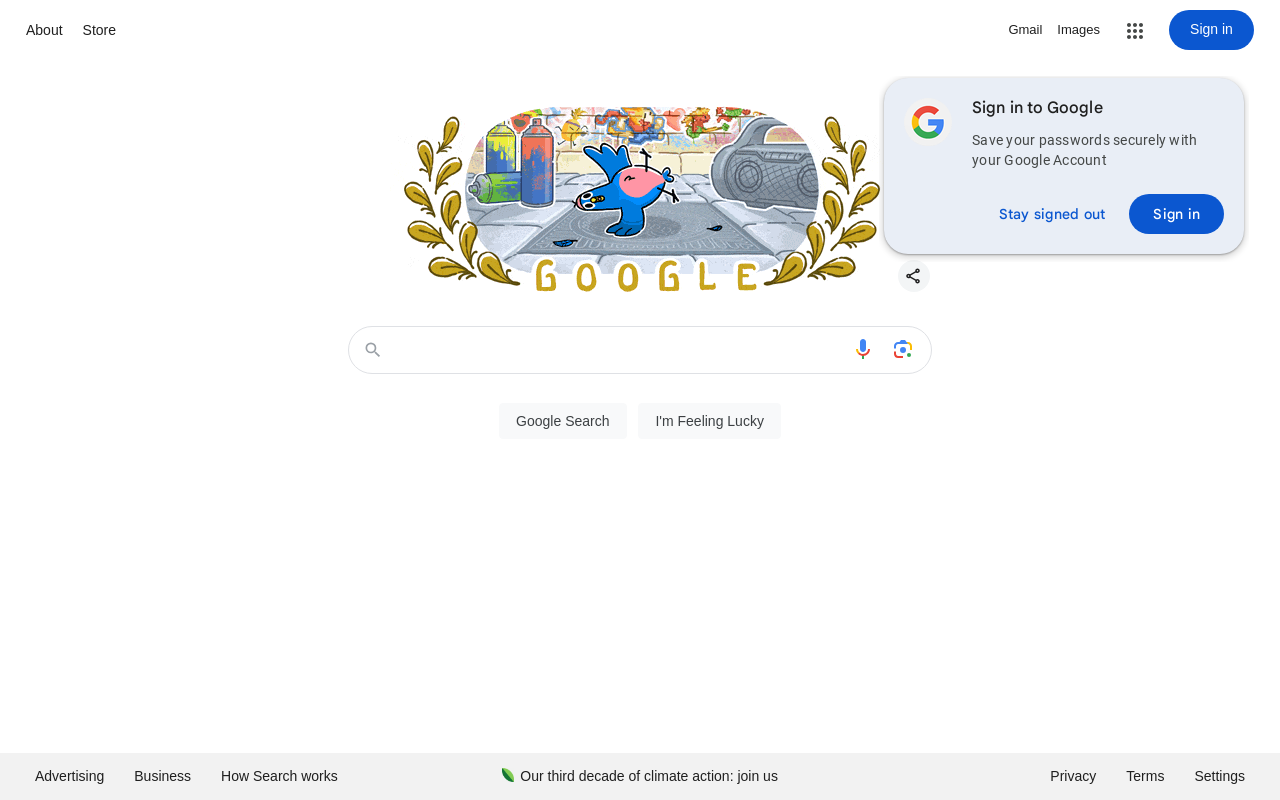 About
Store
Gmail
Images
Sign in
Sign in to Google
Save your passwords securely with
your Google Account
Stay signed out
Sign in
GOOGLE
Google Search
I'm Feeling Lucky
Advertising
Business
How Search works
Our third decade of climate action: join us
Privacy
Terms
Settings